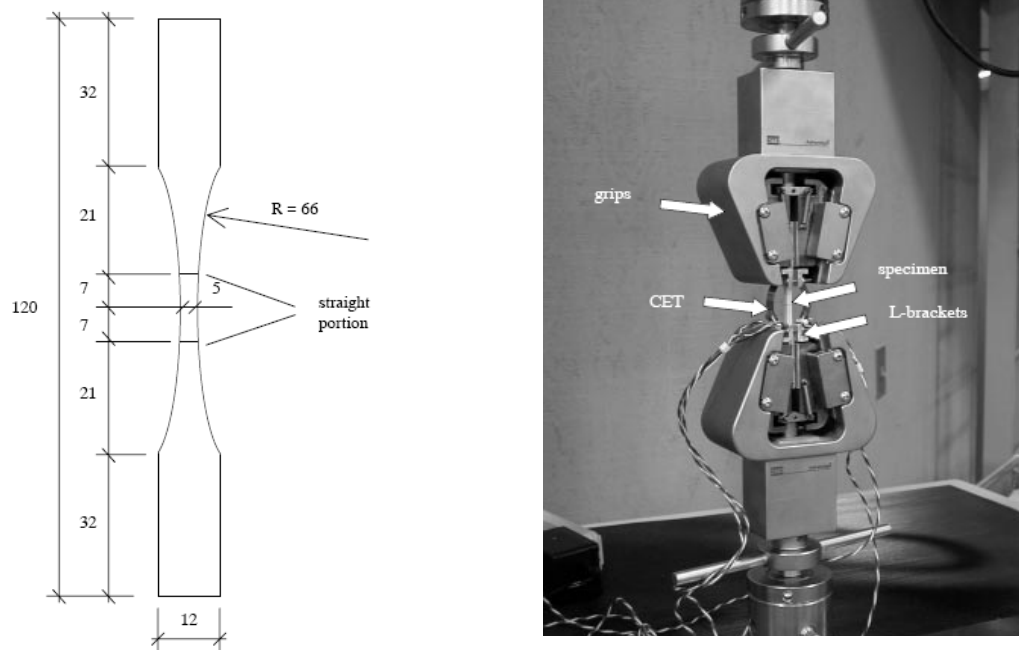 32
21
R = 66
7
5
120
straight
portion
7
21
32
12
grips
specimen
CET
L-brackets